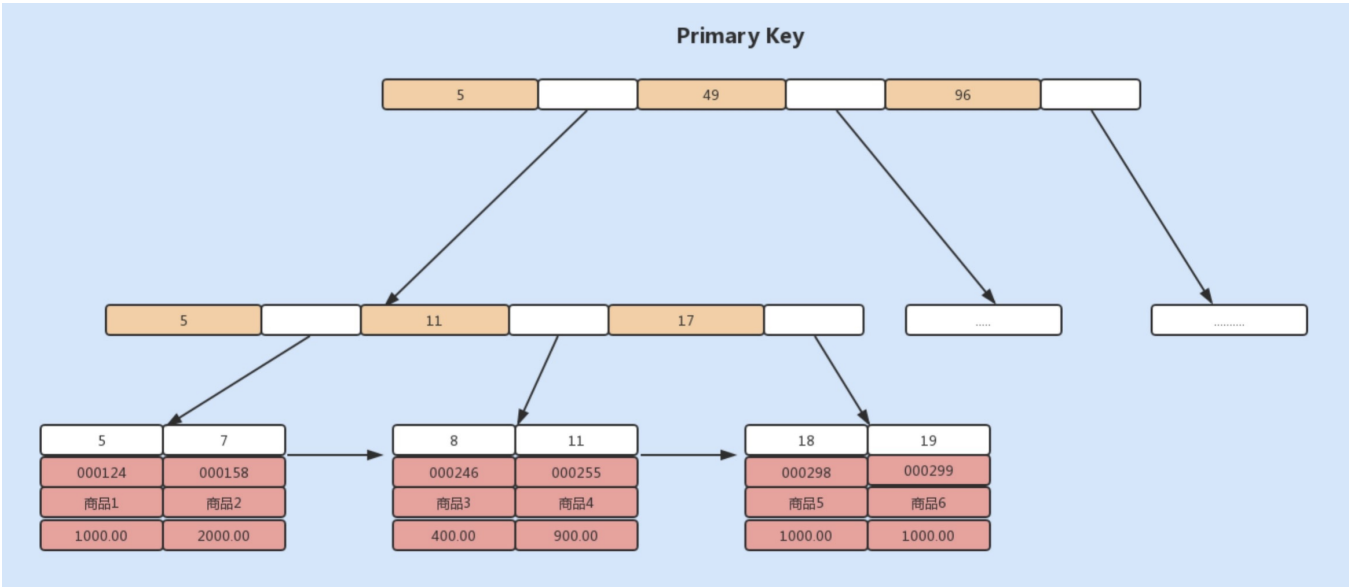 Primary Key
5 49 96
5 11 17 ..... ..........
5 7 8 11 18 19
000124 000158 000246 000255 000298 000299
商品1 商品2 商品3 商品4 商品5 商品6
1000.00 2000.00 400.00 900.00 1000.00 1000.00